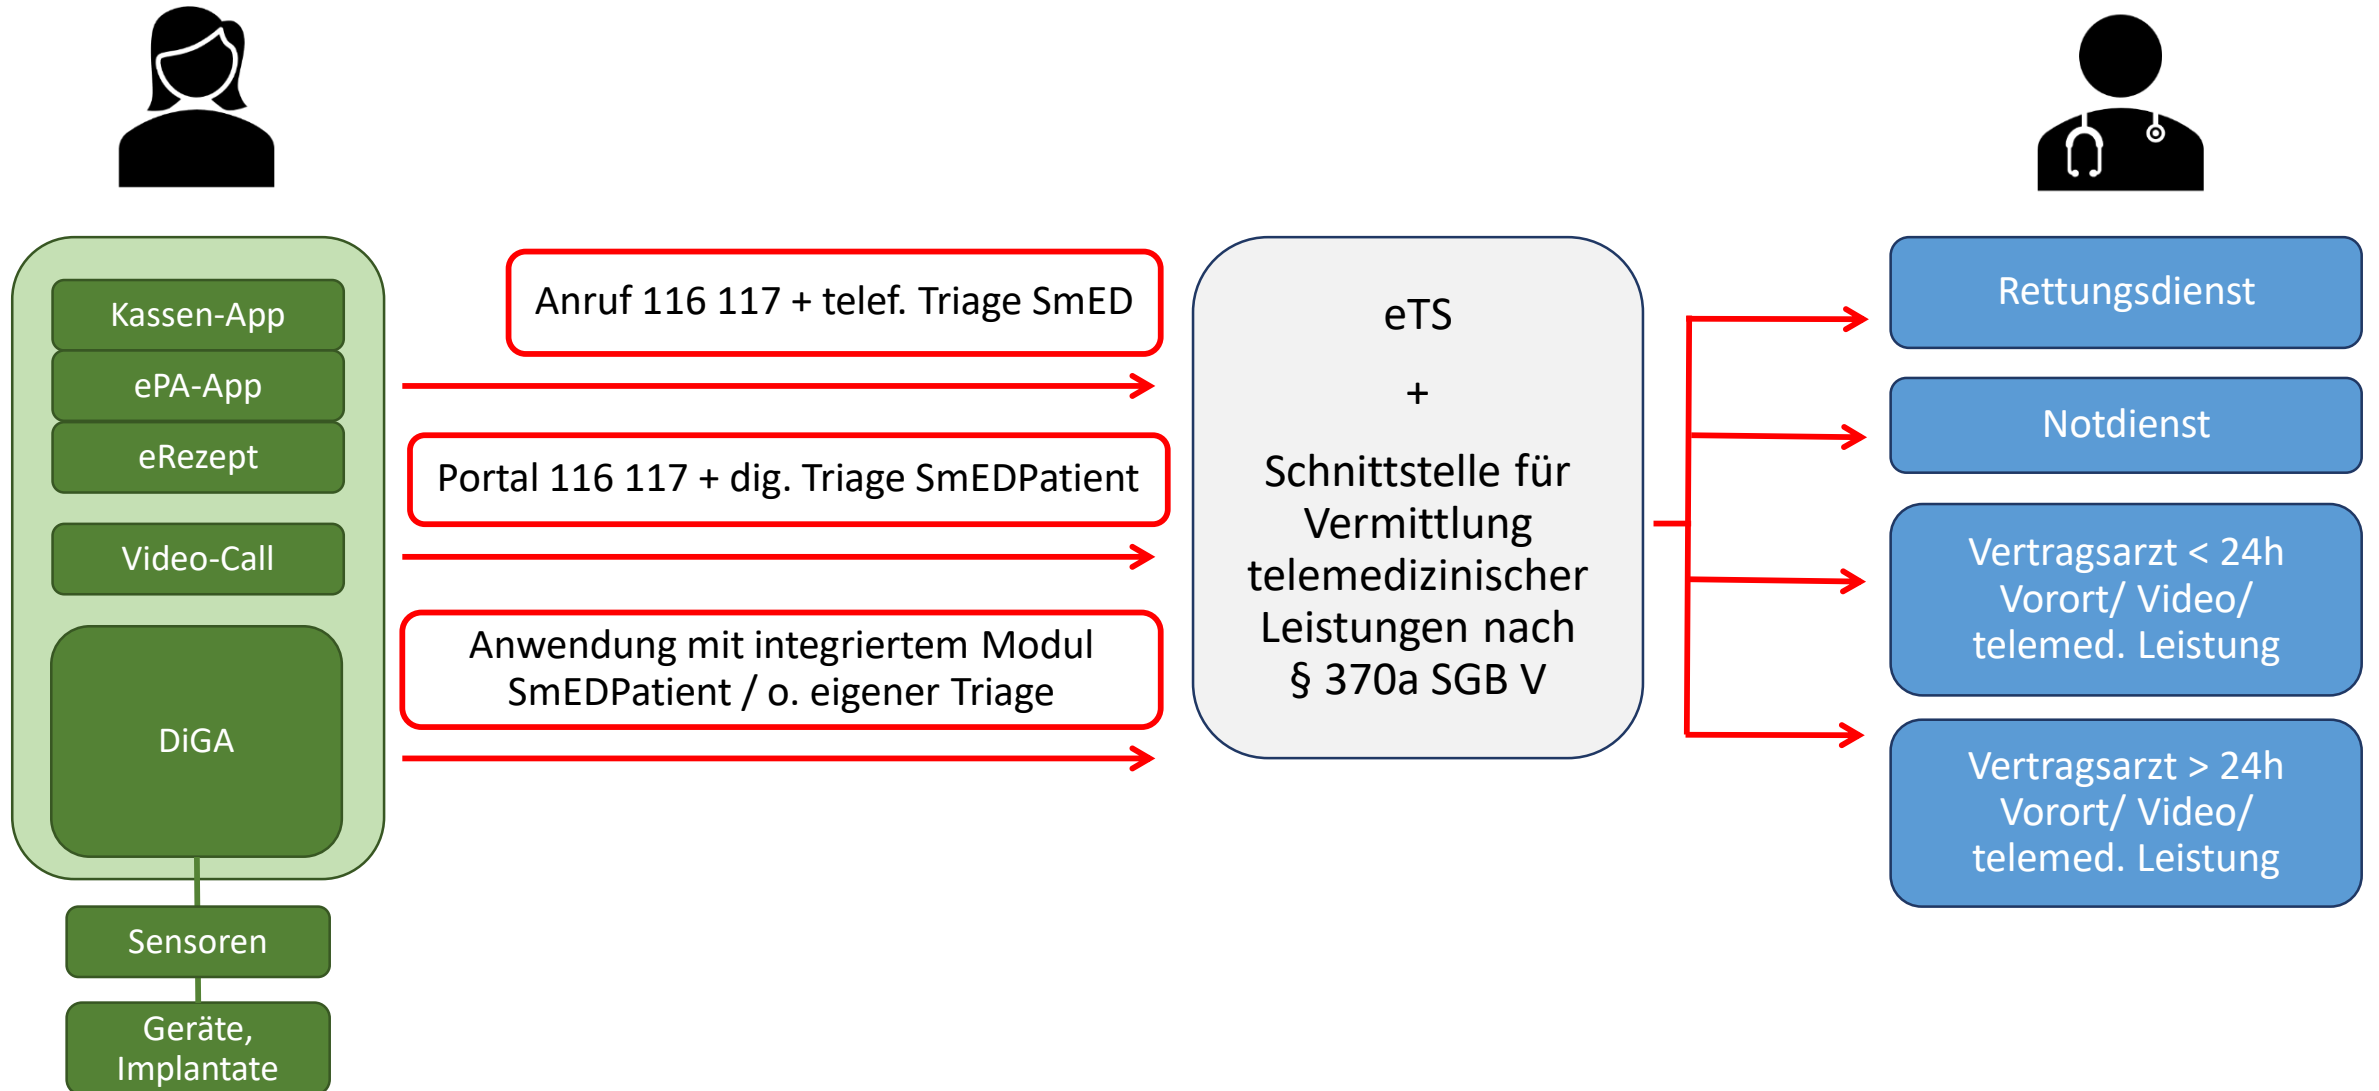 Kassen-App
ePA-App
eRezept
Video-Call
DiGA
Sensoren
Geräte,
Implantate
Anruf 116 117 + telef. Triage SmED
Portal 116 117 + dig. Triage SmEDPatient
Anwendung mit integriertem Modul
SmEDPatient / o. eigener Triage
eTS
+
Schnittstelle für
Vermittlung
telemedizinischer
Leistungen nach
§ 370a SGB V
Rettungsdienst
Notdienst
Vertragsarzt < 24h
Vorort/ Video/
telemed. Leistung
Vertragsarzt > 24h
Vorort/ Video/
telemed. Leistung